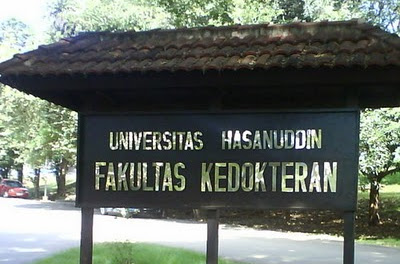 UNIVERSITAS HASANUDDIN
FAKULTAS KEDOKTERAN